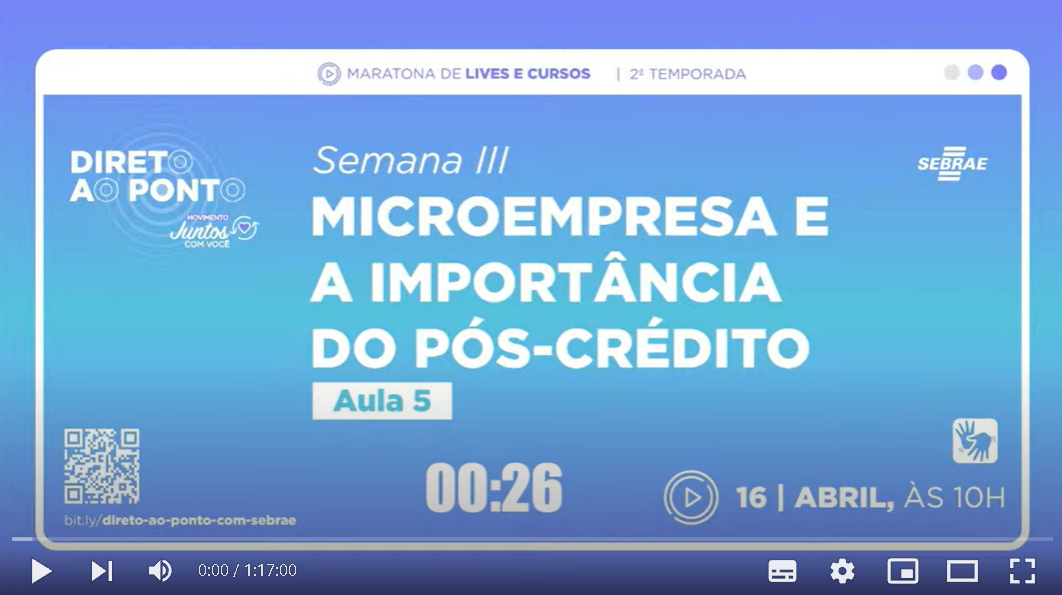 MARATONA DE LIVES E CURSOS | 2ª TEMPORADA
DIRETO
AO PONTO
MOVIMENTO
Juntos
COM VOCÊ
SEBRAE
Semana III
MICROEMPRESA E
A IMPORTÂNCIA
DO PÓS-CRÉDITO
Aula 5
00:26
16 | ABRIL, ÀS 10H
bit.ly/direto-ao-ponto-com-sebrae
0:00 / 1:17:00